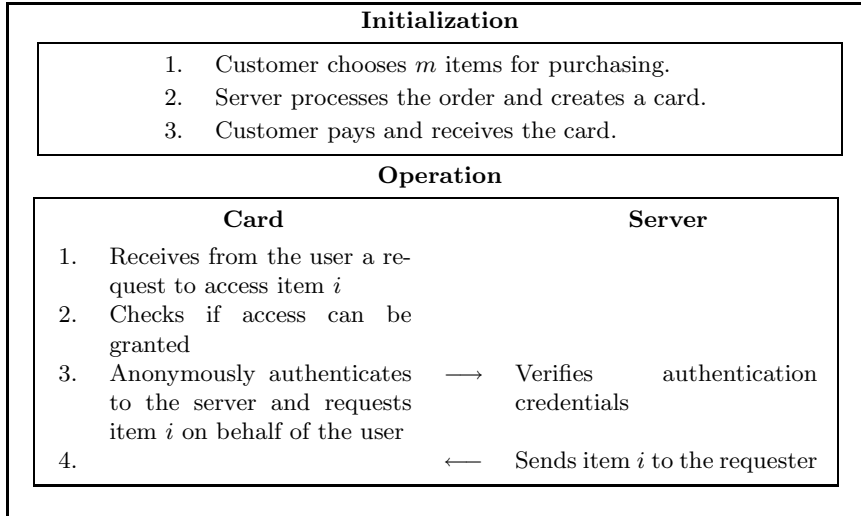 Initialization
1. Customer chooses m items for purchasing.
2. Server processes the order and creates a card.
3. Customer pays and receives the card.
Operation
Card Server
1. Receives from the user a re-
quest to access item i
2. Checks if access can be
granted
3. Anonymously authenticates ⟶ Verifies authentication
to the server and requests credentials
item i on behalf of the user
4. ⟵ Sends item i to the requester